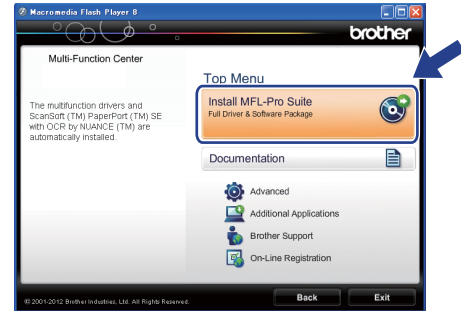 Macromedia Flash Player 8
brother
Multi-Function Center
Top Menu
The multifunction drivers and
ScanSoft (TM) PaperPort (TM) SE
with OCR by NUANCE (TM) are
automatically installed.
Install MFL-Pro Suite
Full Driver & Software Package
Documentation
Advanced
Additional Applications
Brother Support
On-Line Registration
© 2001-2012 Brother Industries, Ltd. All Rights Reserved.
Back
Exit